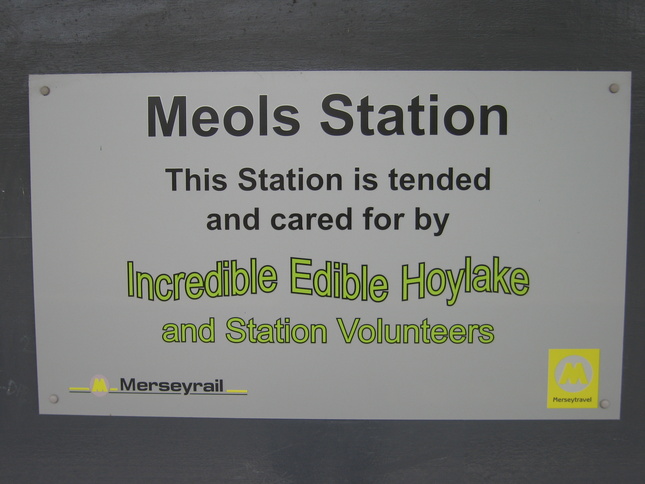 Meols Station
This Station is tended
and cared for by
Incredible Edible Hoylake
and Station Volunteers
M Merseyrail
M
Merseytravel